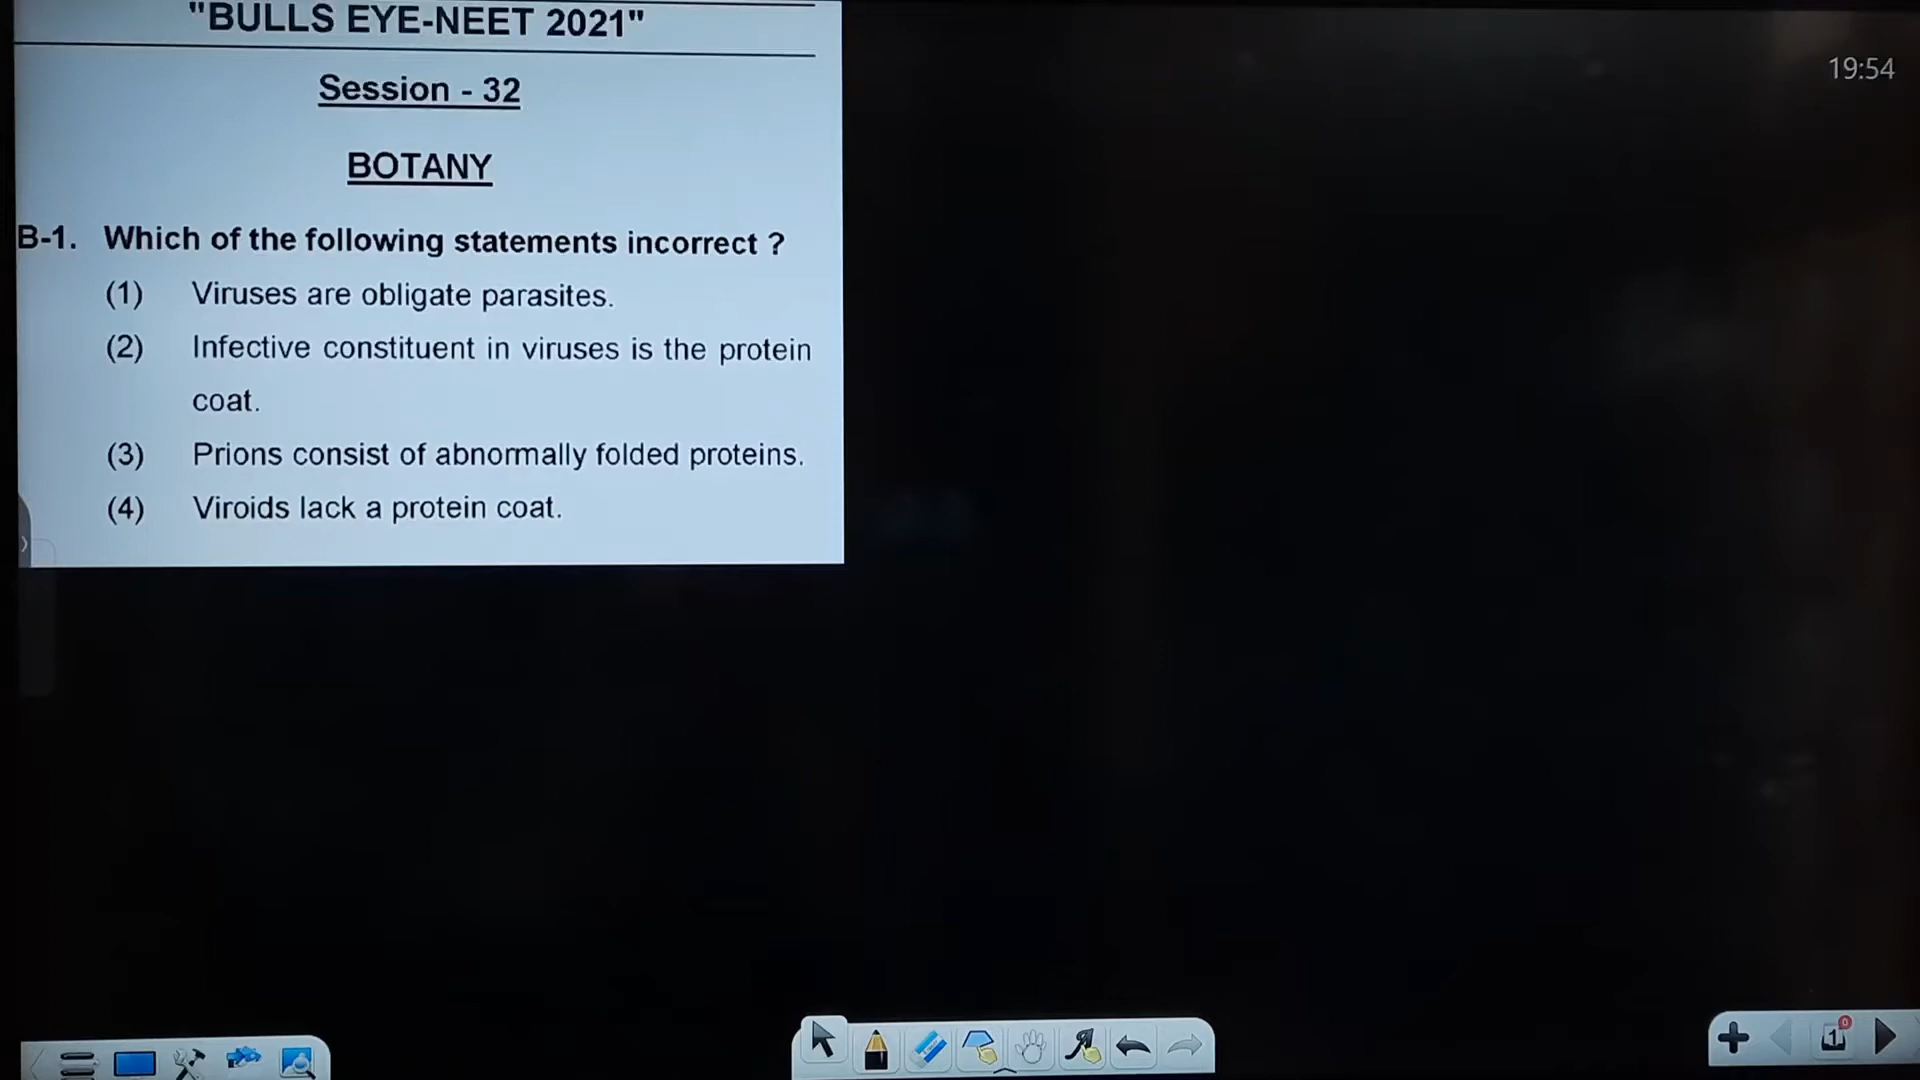 "BULLS EYE-NEET 2021"
19:54
Session - 32
BOTANY
B-1. Which of the following statements incorrect ?
(1) Viruses are obligate parasites.
(2) Infective constituent in viruses is the protein
coat.
(3) Prions consist of abnormally folded proteins.
(4) Viroids lack a protein coat.
1
0